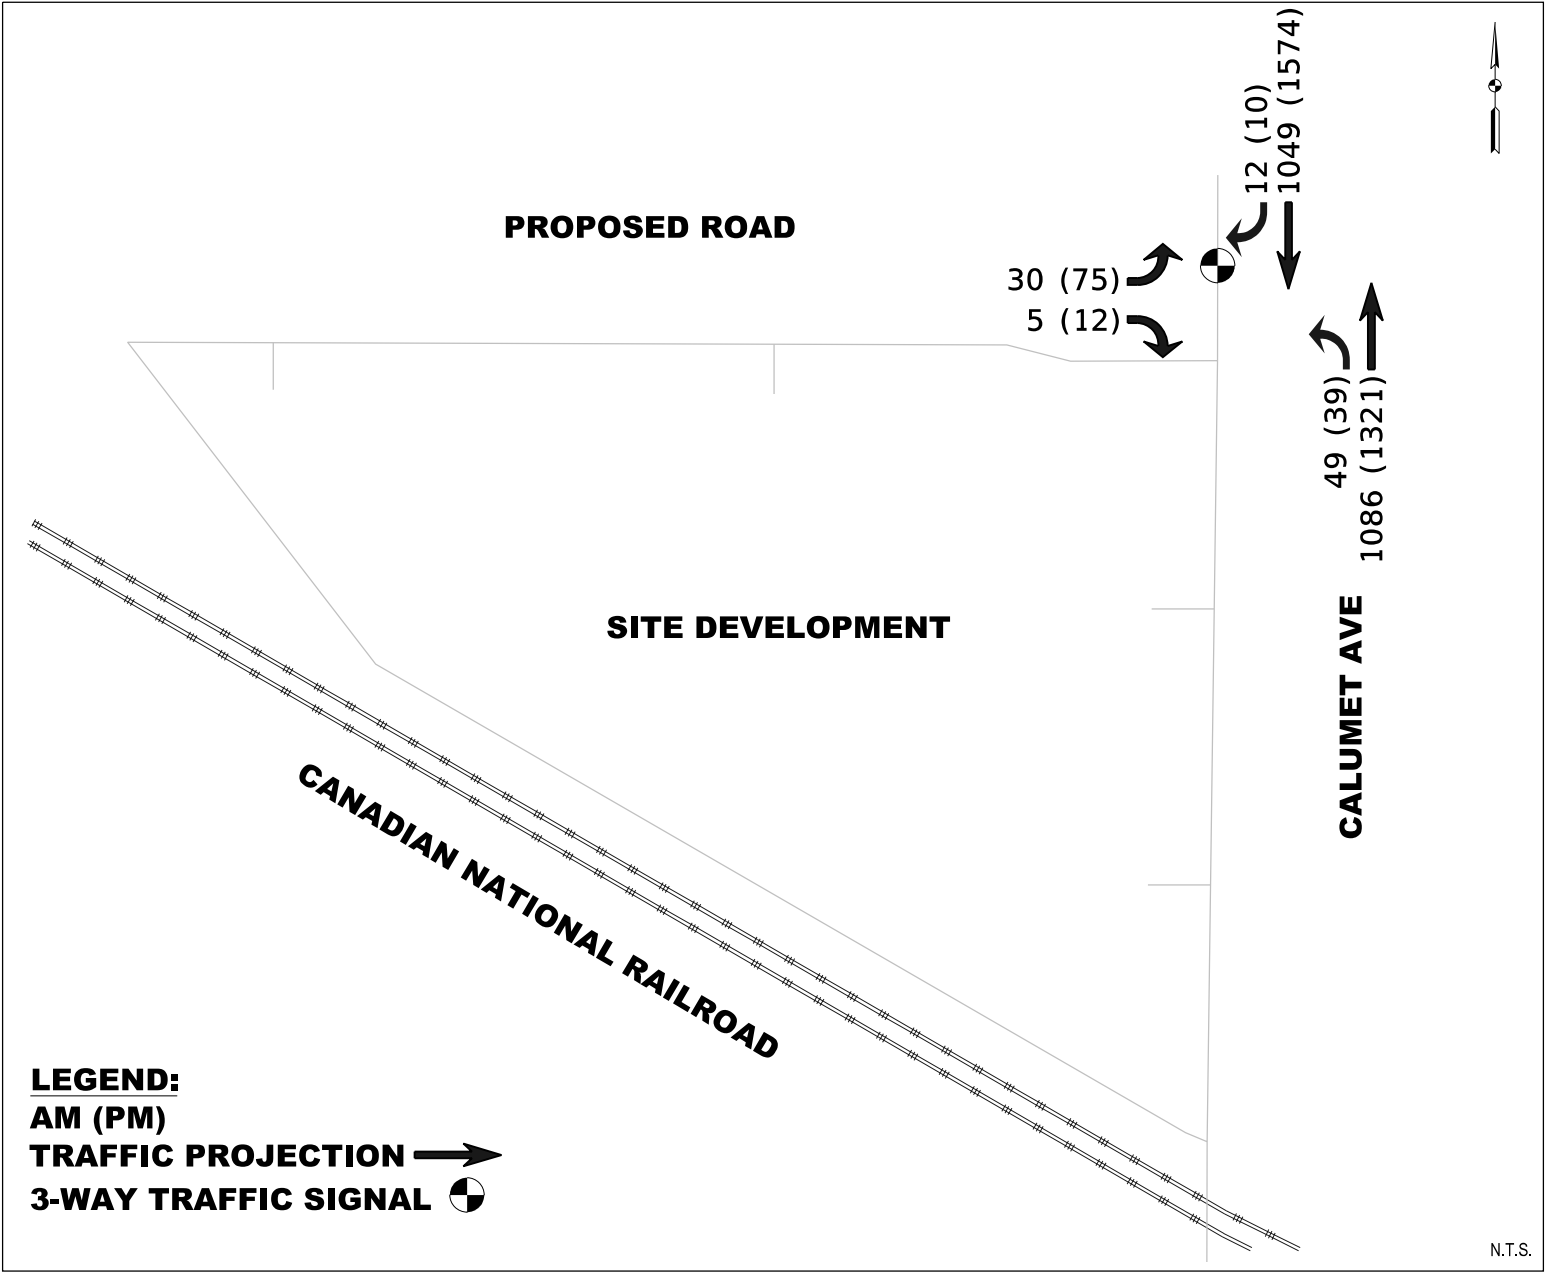 12 (10)
1049 (1574)
PROPOSED ROAD
30 (75)
5 (12)
49 (39)
1086 (1321)
SITE DEVELOPMENT
CALUMET AVE
CANADIAN NATIONAL RAILROAD
LEGEND:
AM (PM)
TRAFFIC PROJECTION
3-WAY TRAFFIC SIGNAL
N.T.S.